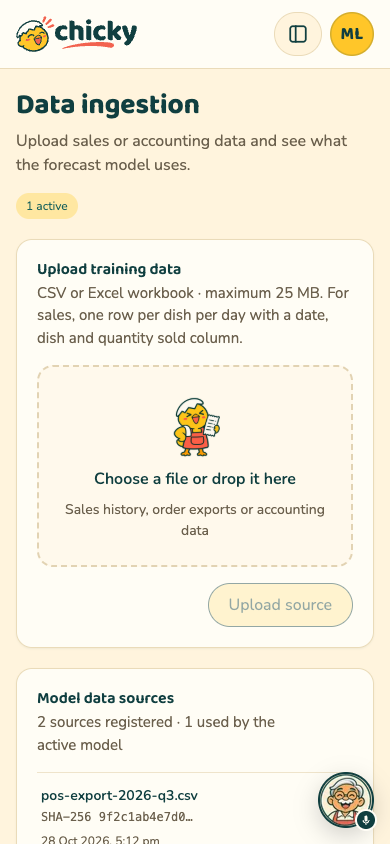 chicky
MŁ
Data ingestion
Upload sales or accounting data and see what
the forecast model uses.
1 active
Upload training data
CSV or Excel workbook · maximum 25 MB. For
sales, one row per dish per day with a date,
dish and quantity sold column.
Choose a file or drop it here
Sales history, order exports or accounting
data
Upload source
Model data sources
2 sources registered · 1 used by the
active model
pos-export-2026-q3.csv
SHA-256 9f2c1ab4e7d0…
28 Oct 2026, 5:12 pm